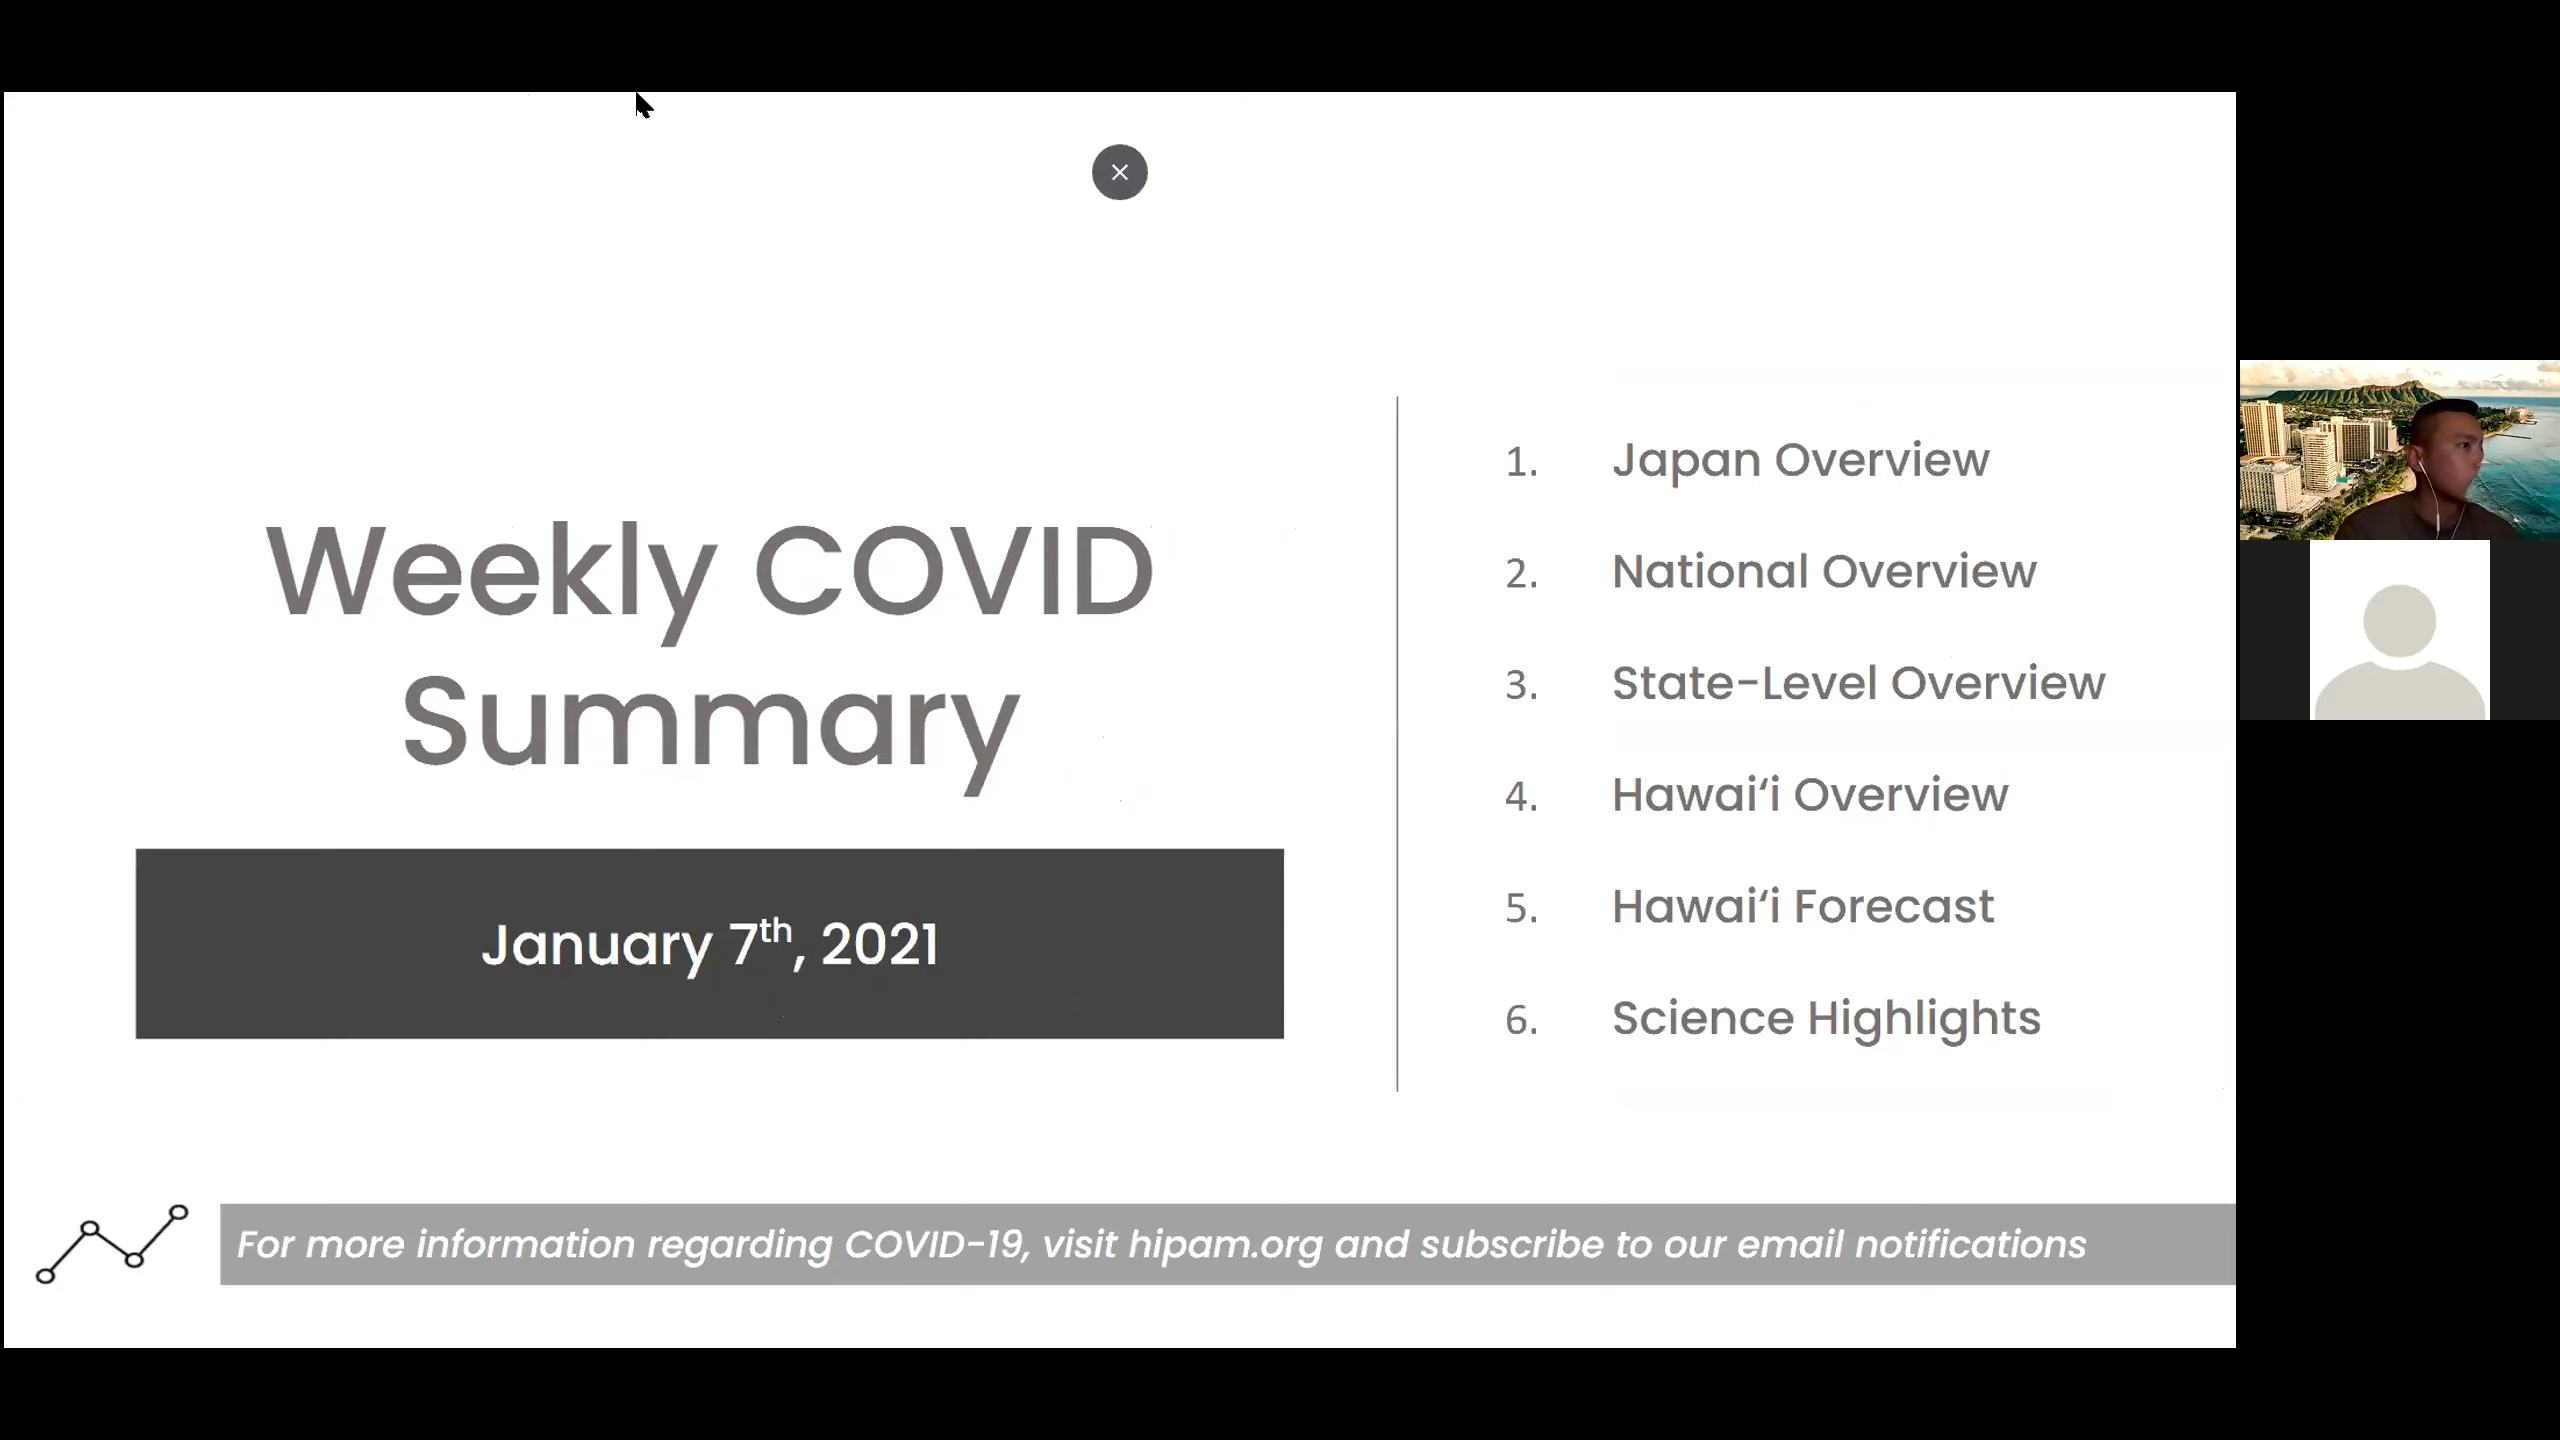 Weekly COVID
Summary
January 7th, 2021
1. Japan Overview
2. National Overview
3. State-Level Overview
4. Hawai‘i Overview
5. Hawai‘i Forecast
6. Science Highlights
For more information regarding COVID-19, visit hipam.org and subscribe to our email notifications